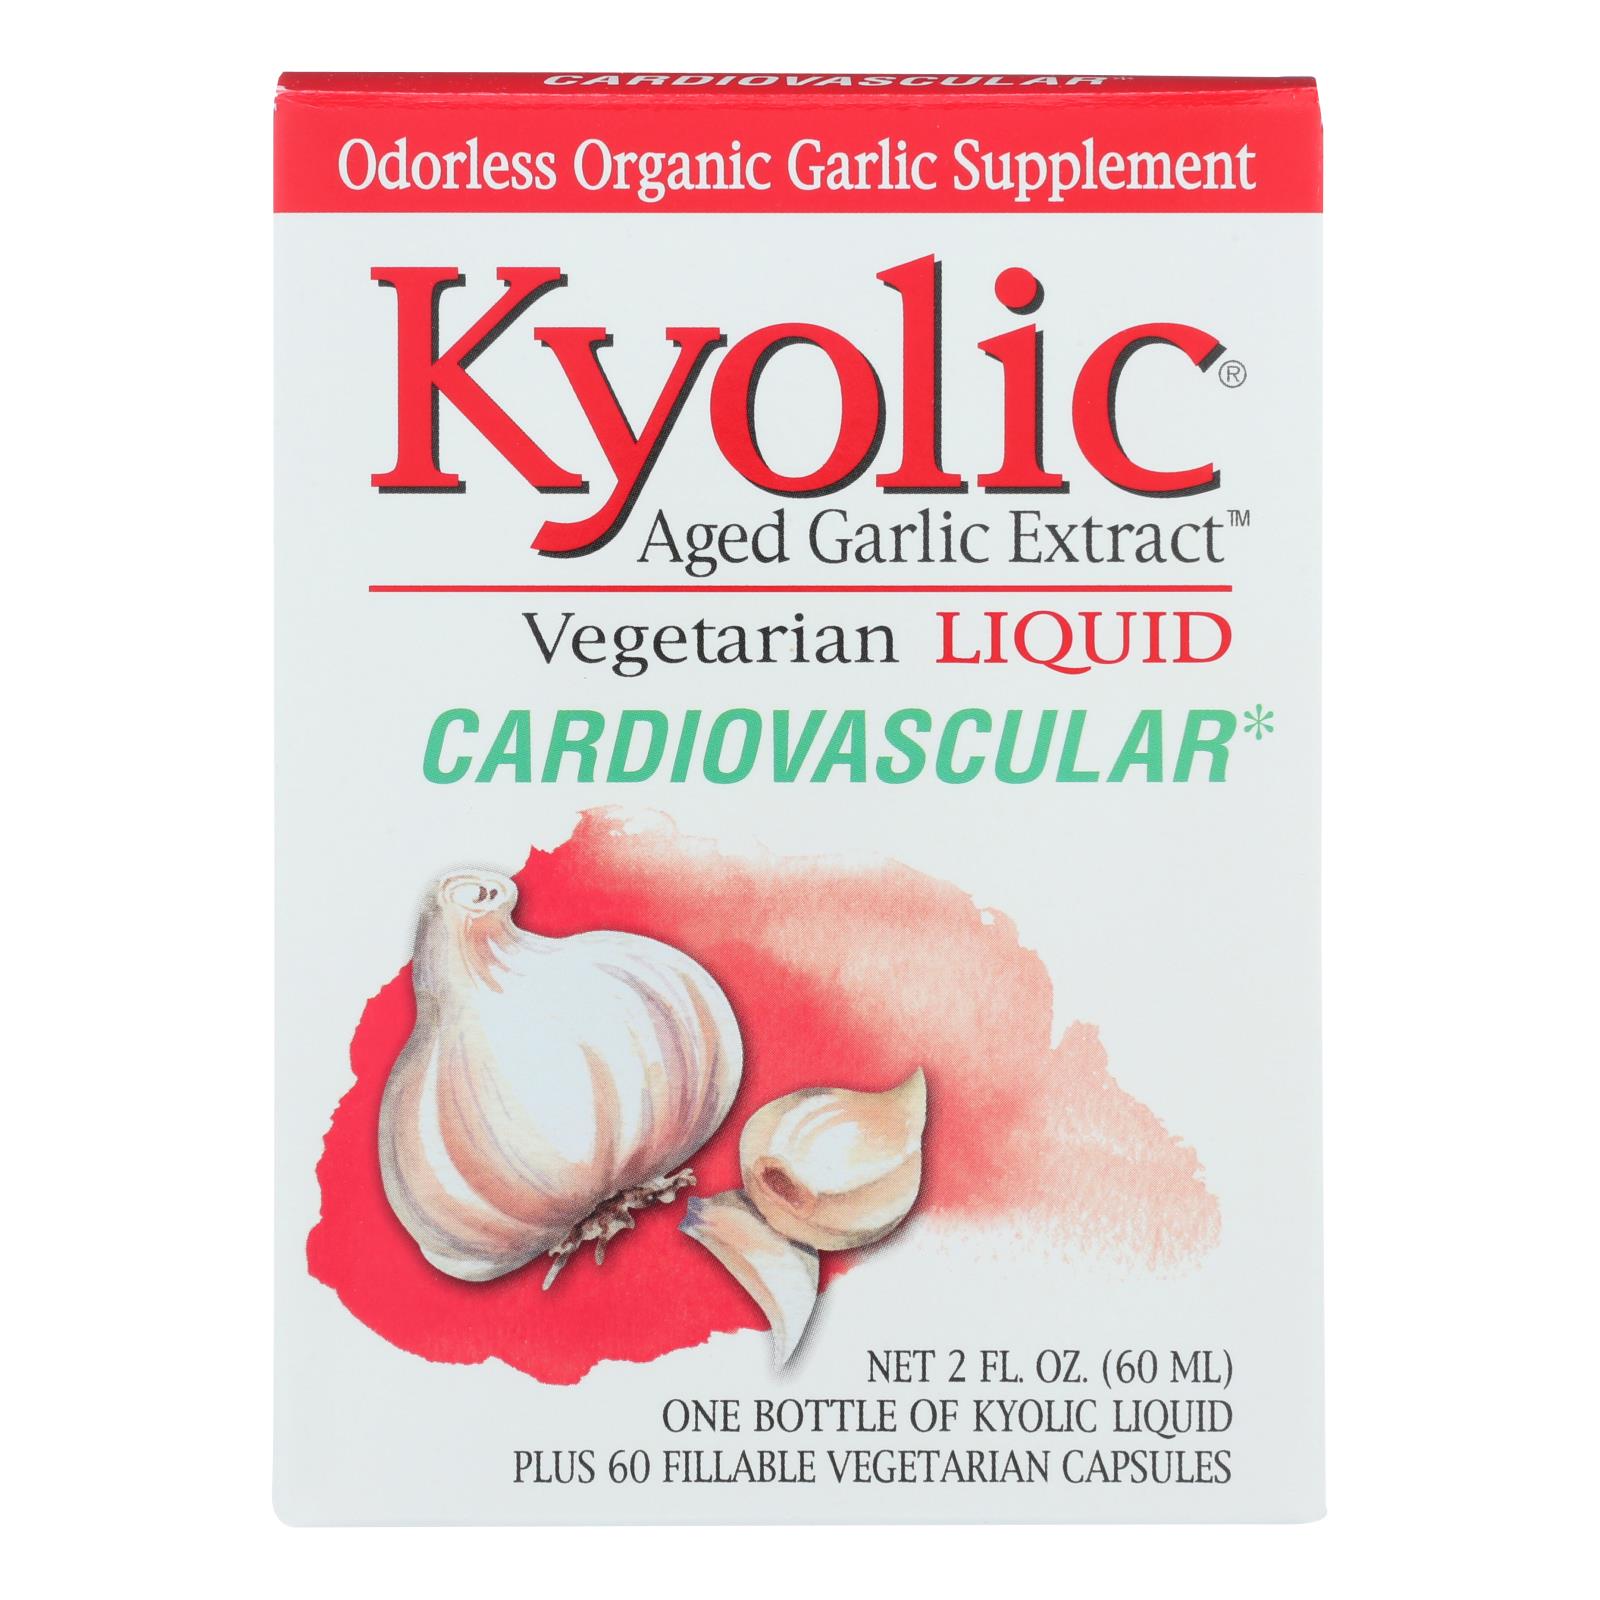 CARDIOVASCULAR*
Odorless Organic Garlic Supplement
Kyolic®
Aged Garlic Extract™
Vegetarian LIQUID
CARDIOVASCULAR*
NET 2 FL. OZ. (60 ML)
ONE BOTTLE OF KYOLIC LIQUID
PLUS 60 FILLABLE VEGETARIAN CAPSULES